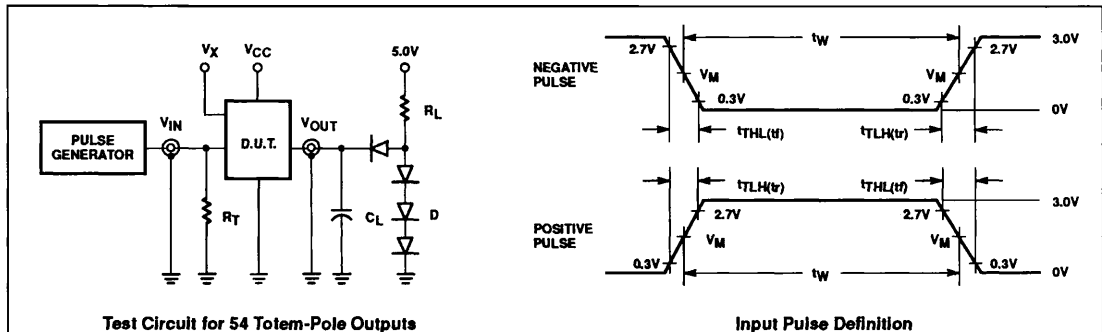 VX
VCC
5.0V
RL
VIN
VOUT
PULSE GENERATOR
D.U.T.
RT
CL
D
Test Circuit for 54 Totem-Pole Outputs
NEGATIVE PULSE
2.7V
tW
2.7V
3.0V
VM
VM
0.3V
0.3V
0V
tTHL(tf)
tTLH(tr)
tTLH(tr)
tTHL(tf)
3.0V
POSITIVE PULSE
2.7V
2.7V
VM
VM
0.3V
tW
0.3V
0V
Input Pulse Definition